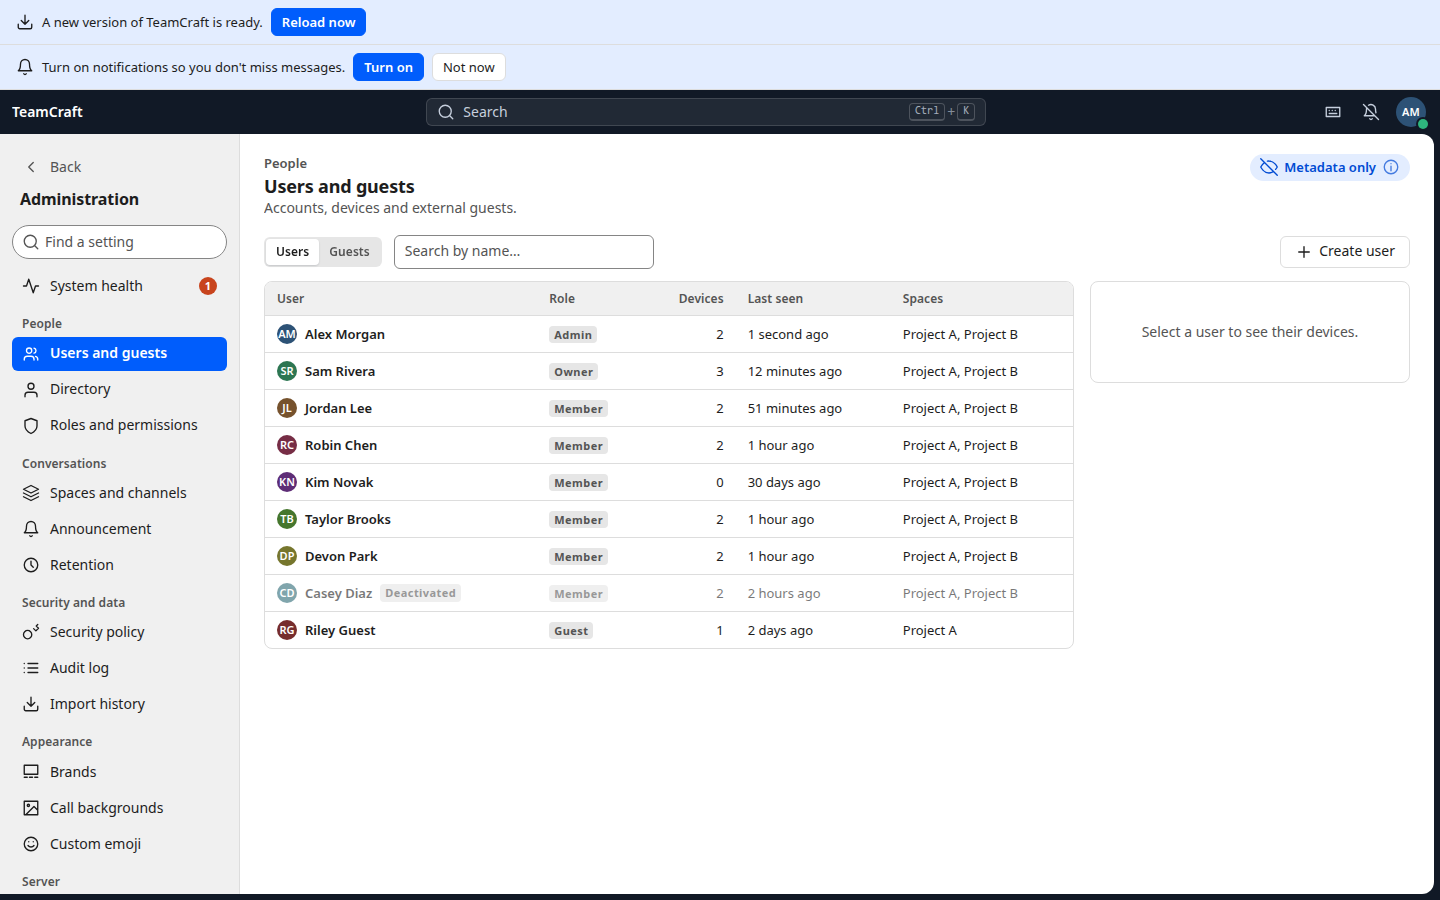 A new version of TeamCraft is ready. Reload now
Turn on notifications so you don't miss messages. Turn on Not now
TeamCraft Search Ctrl + K AM
Back
Administration
Find a setting
System health 1
People
Users and guests
Directory
Roles and permissions
Conversations
Spaces and channels
Announcement
Retention
Security and data
Security policy
Audit log
Import history
Appearance
Brands
Call backgrounds
Custom emoji
Server
People
Users and guests
Accounts, devices and external guests.
Metadata only
Users Guests Search by name... Create user
User Role Devices Last seen Spaces
AM Alex Morgan Admin 2 1 second ago Project A, Project B
SR Sam Rivera Owner 3 12 minutes ago Project A, Project B
JL Jordan Lee Member 2 51 minutes ago Project A, Project B
RC Robin Chen Member 2 1 hour ago Project A, Project B
KN Kim Novak Member 0 30 days ago Project A, Project B
TB Taylor Brooks Member 2 1 hour ago Project A, Project B
DP Devon Park Member 2 1 hour ago Project A, Project B
CD Casey Diaz Deactivated Member 2 2 hours ago Project A, Project B
RG Riley Guest Guest 1 2 days ago Project A
Select a user to see their devices.